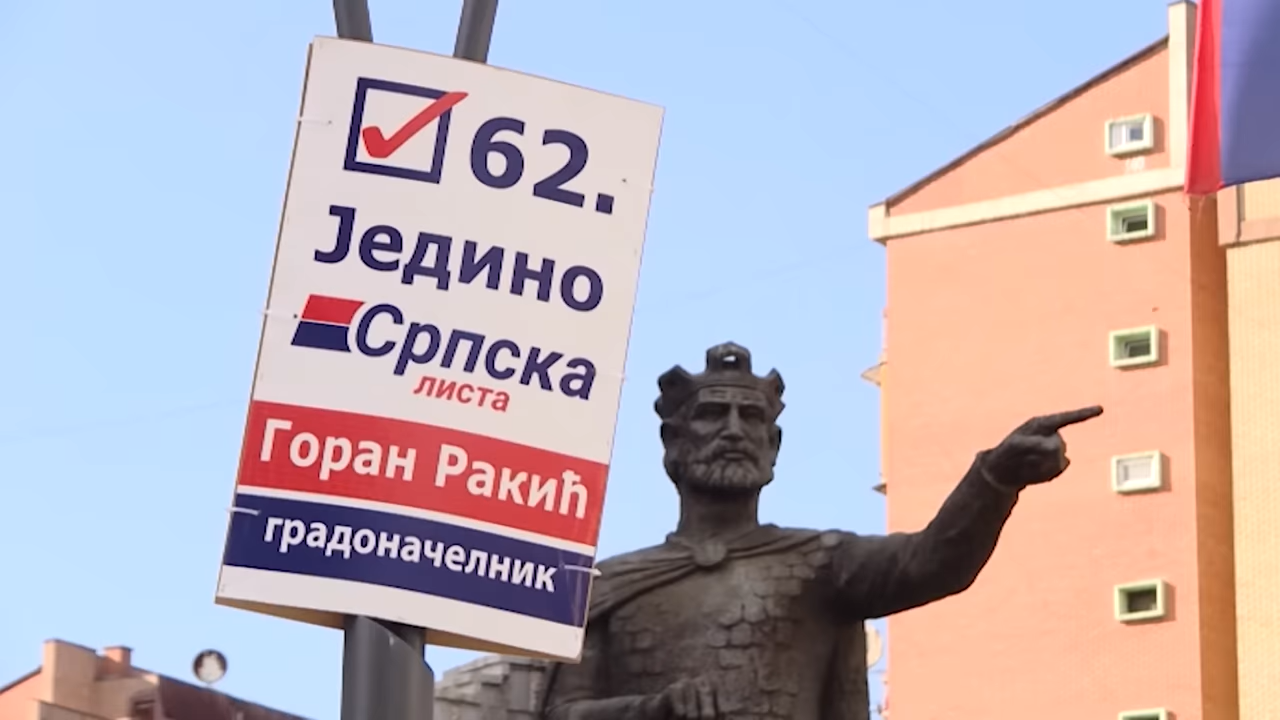 62.
Једино
Српска
листа
Горан Ракић
градоначелник